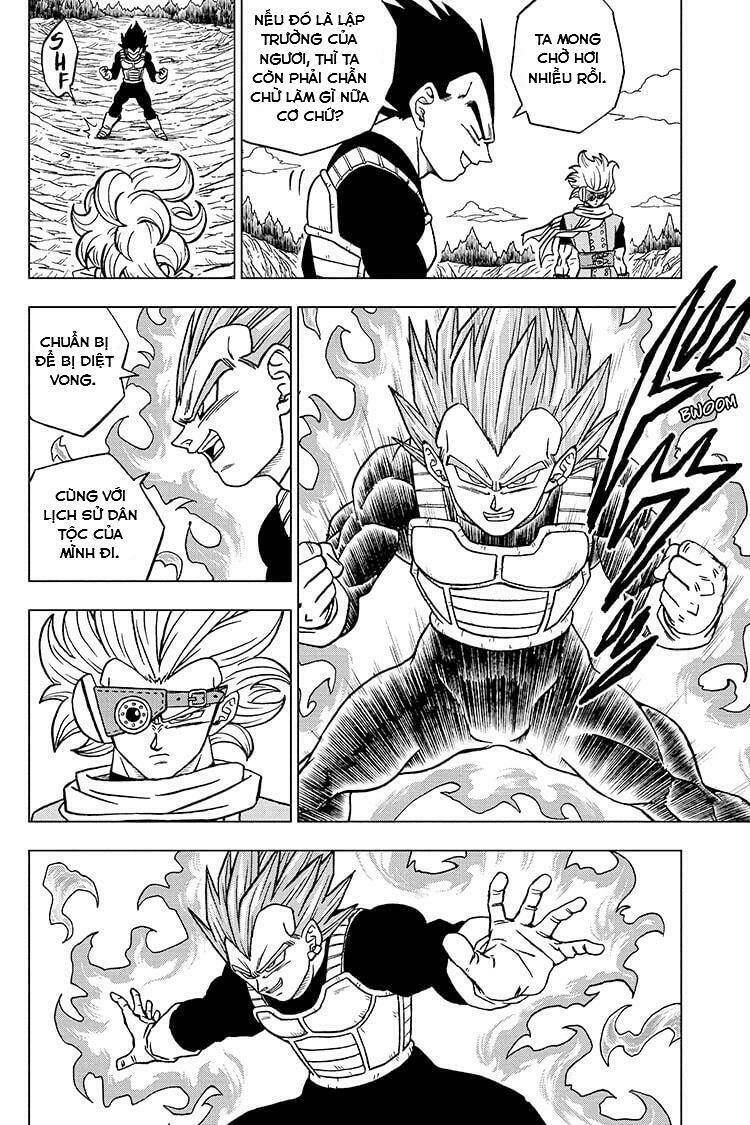 TA MONG
CHỜ HƠI
NHIỀU RỒI.
NẾU ĐÓ LÀ LẬP
TRƯỜNG CỦA
NGƯƠI, THÌ TA
CÒN PHẢI CHẦN
CHỪ LÀM GÌ NỮA
CƠ CHỨ?
SHF
BWOOM
CHUẨN BỊ
ĐỂ BỊ DIỆT
VONG.
CÙNG VỚI
LỊCH SỬ DÂN
TỘC CỦA
MÌNH ĐI.